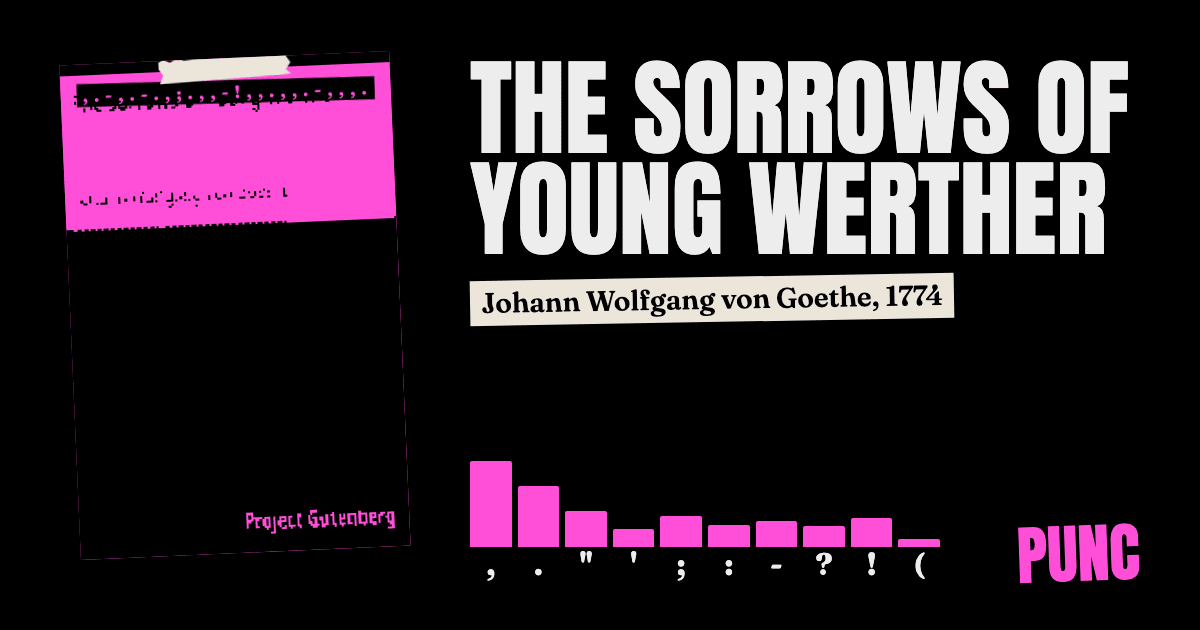 , . - , . - . , ; . , , - ! , , . , , . - , , .
Project Gutenberg
THE SORROWS OF
YOUNG WERTHER
Johann Wolfgang von Goethe, 1774
, . " ' ; : - ? ! (
PUNC